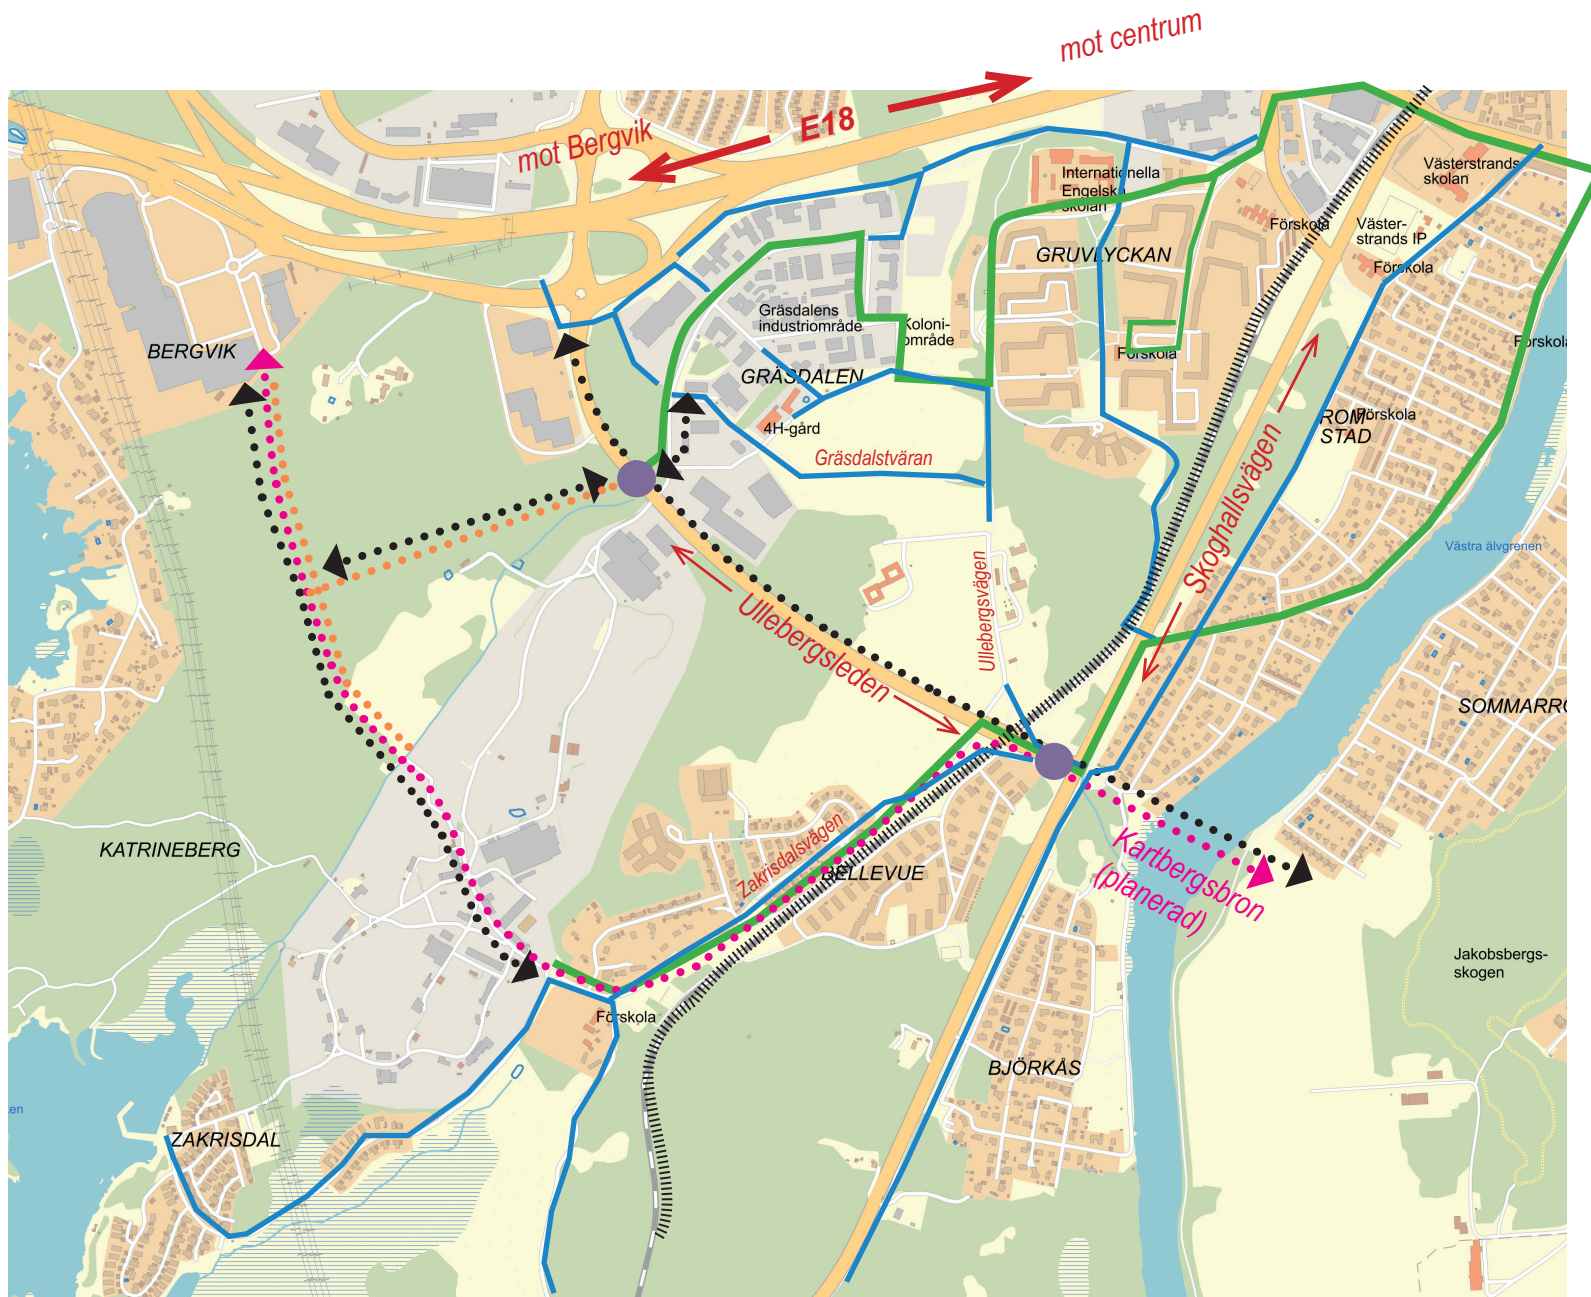 mot centrum
E18
mot Bergvik
Internationella
Engelska
skolan
Västerstrands
skolan
Förskola
Väster-
strands IP
Förskola
GRUVLYCKAN
BERGVIK
Gräsdalens
industriområde
Koloni-
område
Förskola
GRÄSDALEN
4H-gård
Förskola
ROM-
STAD
Gräsdalstväran
Skoghallsvägen
Västra älvgrenen
Ullebergsvägen
Ullebergsleden
KATRINEBERG
Zakrisdalsvägen
BELLEVUE
Kartbergsbron
(planerad)
Jakobsbergs-
skogen
Förskola
BJÖRKÅS
ZAKRISDAL